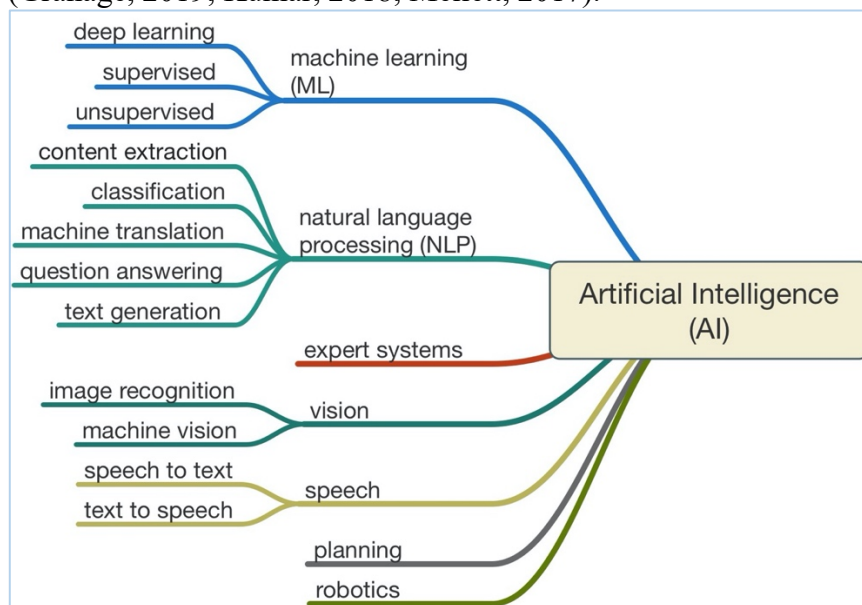 deep learning
supervised
unsupervised
machine learning
(ML)
content extraction
classification
machine translation
question answering
text generation
natural language
processing (NLP)
expert systems
image recognition
machine vision
vision
speech to text
text to speech
speech
planning
robotics
Artificial Intelligence
(AI)